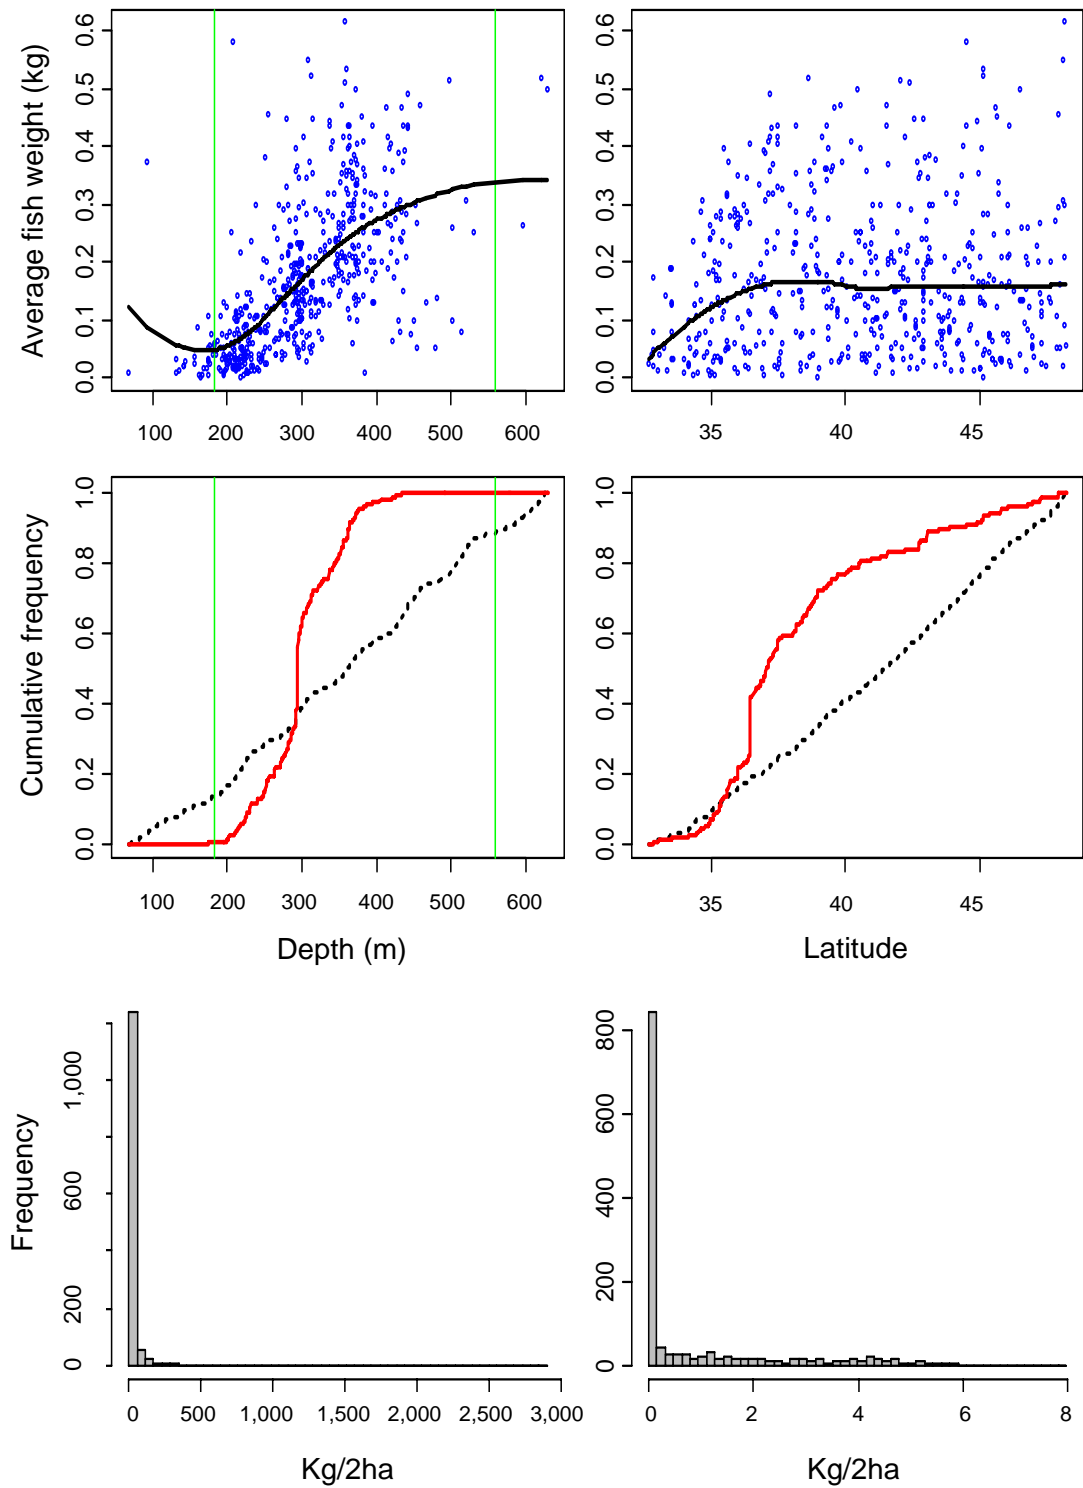 Average fish weight (kg)
0.6
0.5
0.4
0.3
0.2
0.1
0.0
100 200 300 400 500 600
0.6
0.5
0.4
0.3
0.2
0.1
0.0
35 40 45
Cumulative frequency
1.0
0.8
0.6
0.4
0.2
0.0
100 200 300 400 500 600
Depth (m)
1.0
0.8
0.6
0.4
0.2
0.0
35 40 45
Latitude
Frequency
1,000
600
200
0
0 500 1,000 1,500 2,000 2,500 3,000
Kg/2ha
800
600
400
200
0
0 2 4 6 8
Kg/2ha